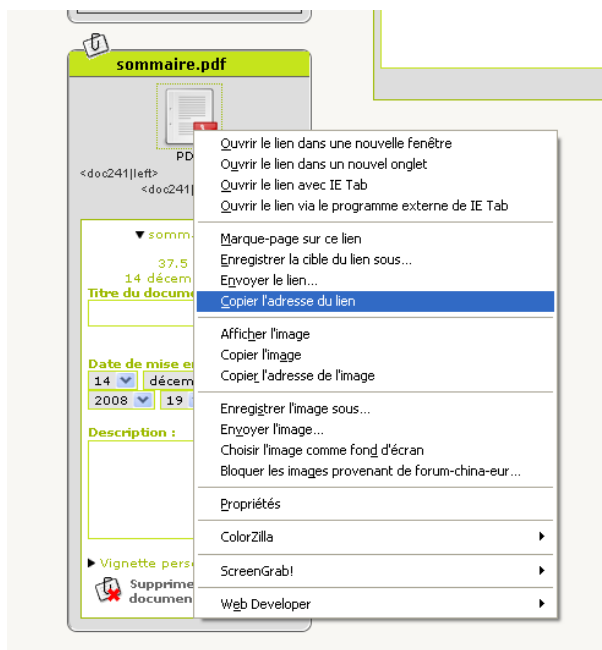 sommaire.pdf
PD
<doc241|left>
<doc241|
▼ somm
37.5
14 décem
Titre du docume
Date de mise e
14 décem
2008 19
Description :
▶ Vignette pers
Supprime
documen
Ouvrir le lien dans une nouvelle fenêtre
Ouvrir le lien dans un nouvel onglet
Ouvrir le lien avec IE Tab
Ouvrir le lien via le programme externe de IE Tab
Marque-page sur ce lien
Enregistrer la cible du lien sous...
Envoyer le lien...
Copier l'adresse du lien
Afficher l'image
Copier l'image
Copier l'adresse de l'image
Enregistrer l'image sous...
Envoyer l'image...
Choisir l'image comme fond d'écran
Bloquer les images provenant de forum-china-eur...
Propriétés
ColorZilla
ScreenGrab!
Web Developer